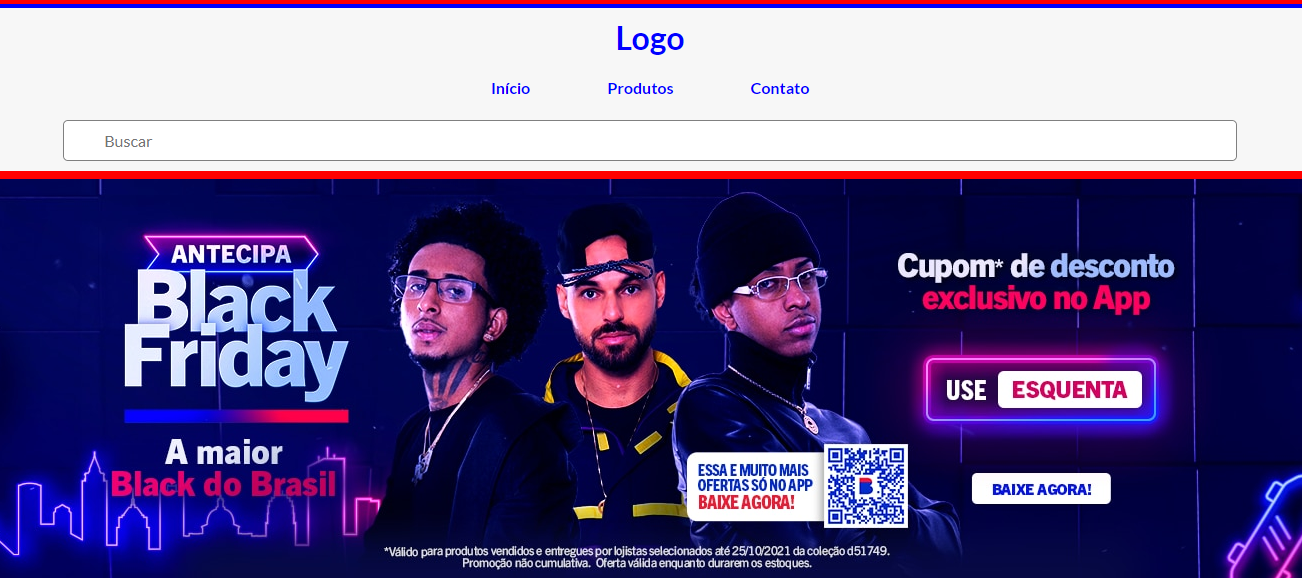 Logo
Início
Produtos
Contato
Buscar
ANTECIPA
Black
Friday
A maior
Black do Brasil
ESSA E MUITO MAIS
OFERTAS SÓ NO APP
BAIXE AGORA!
Cupom* de desconto
exclusivo no App
USE ESQUENTA
BAIXE AGORA!
*Válido para produtos vendidos e entregues por lojistas selecionados até 25/10/2021 da coleção d51749.
Promoção não cumulativa. Oferta válida enquanto durarem os estoques.